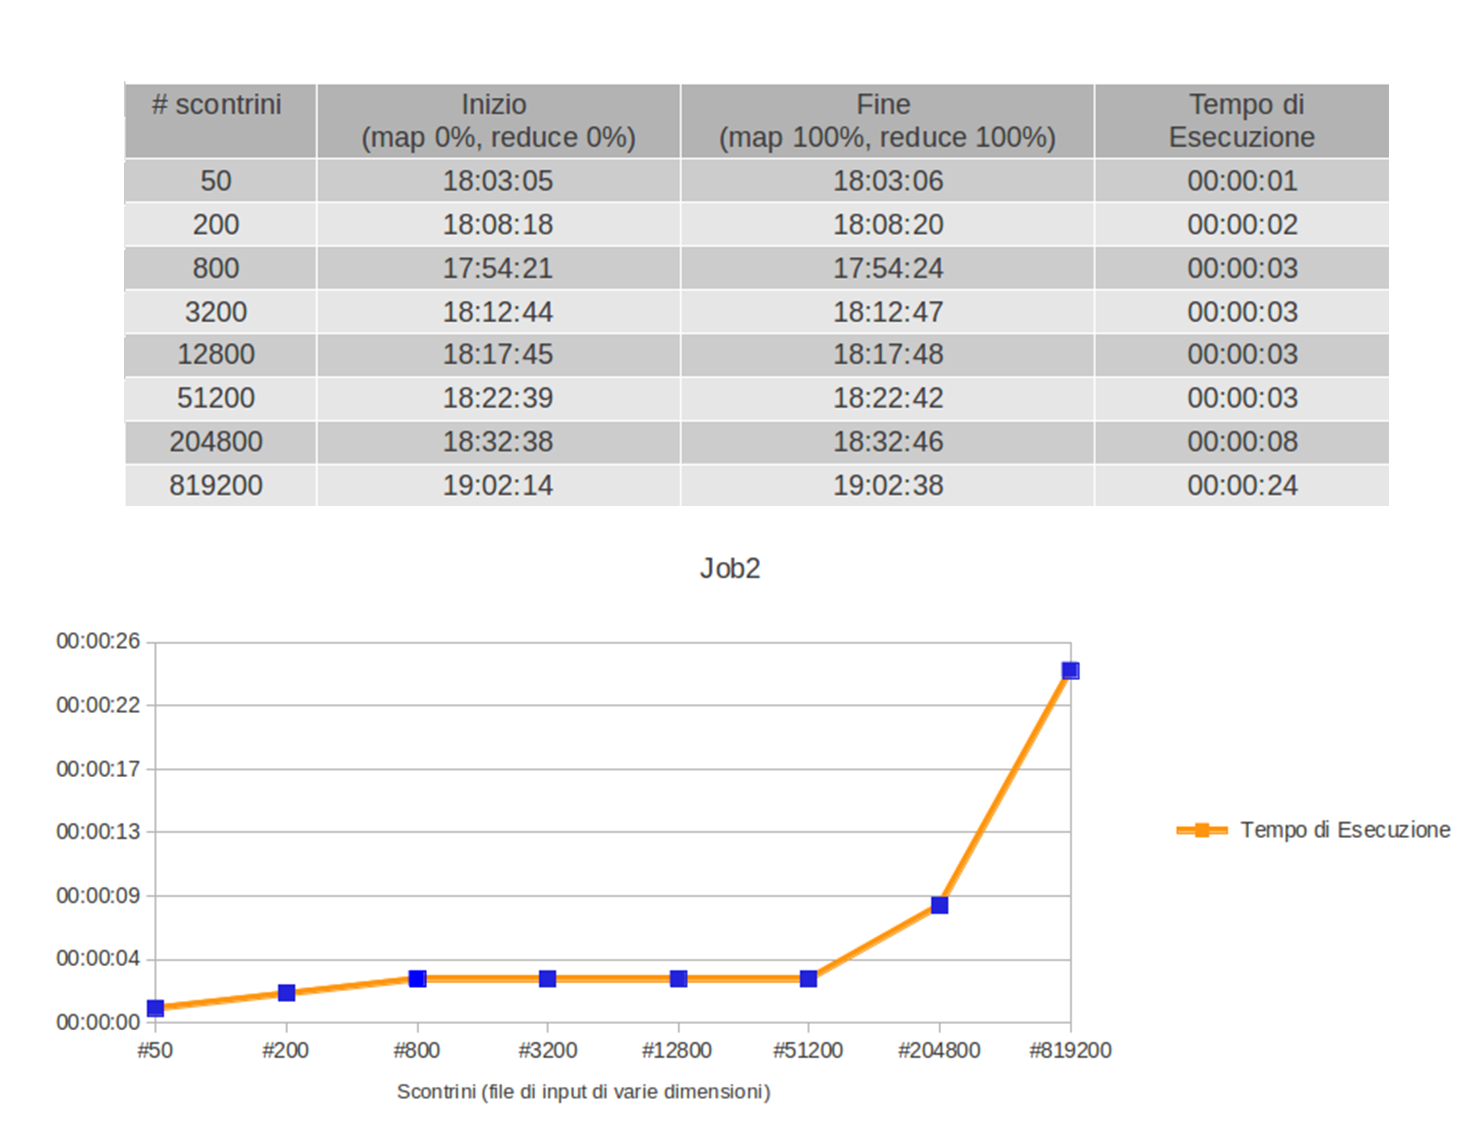 # scontrini Inizio Fine Tempo di
(map 0%, reduce 0%) (map 100%, reduce 100%) Esecuzione
50 18:03:05 18:03:06 00:00:01
200 18:08:18 18:08:20 00:00:02
800 17:54:21 17:54:24 00:00:03
3200 18:12:44 18:12:47 00:00:03
12800 18:17:45 18:17:48 00:00:03
51200 18:22:39 18:22:42 00:00:03
204800 18:32:38 18:32:46 00:00:08
819200 19:02:14 19:02:38 00:00:24
Job2
00:00:26
00:00:22
00:00:17
00:00:13
00:00:09
00:00:04
00:00:00
#50 #200 #800 #3200 #12800 #51200 #204800 #819200
Scontrini (file di input di varie dimensioni)
Tempo di Esecuzione